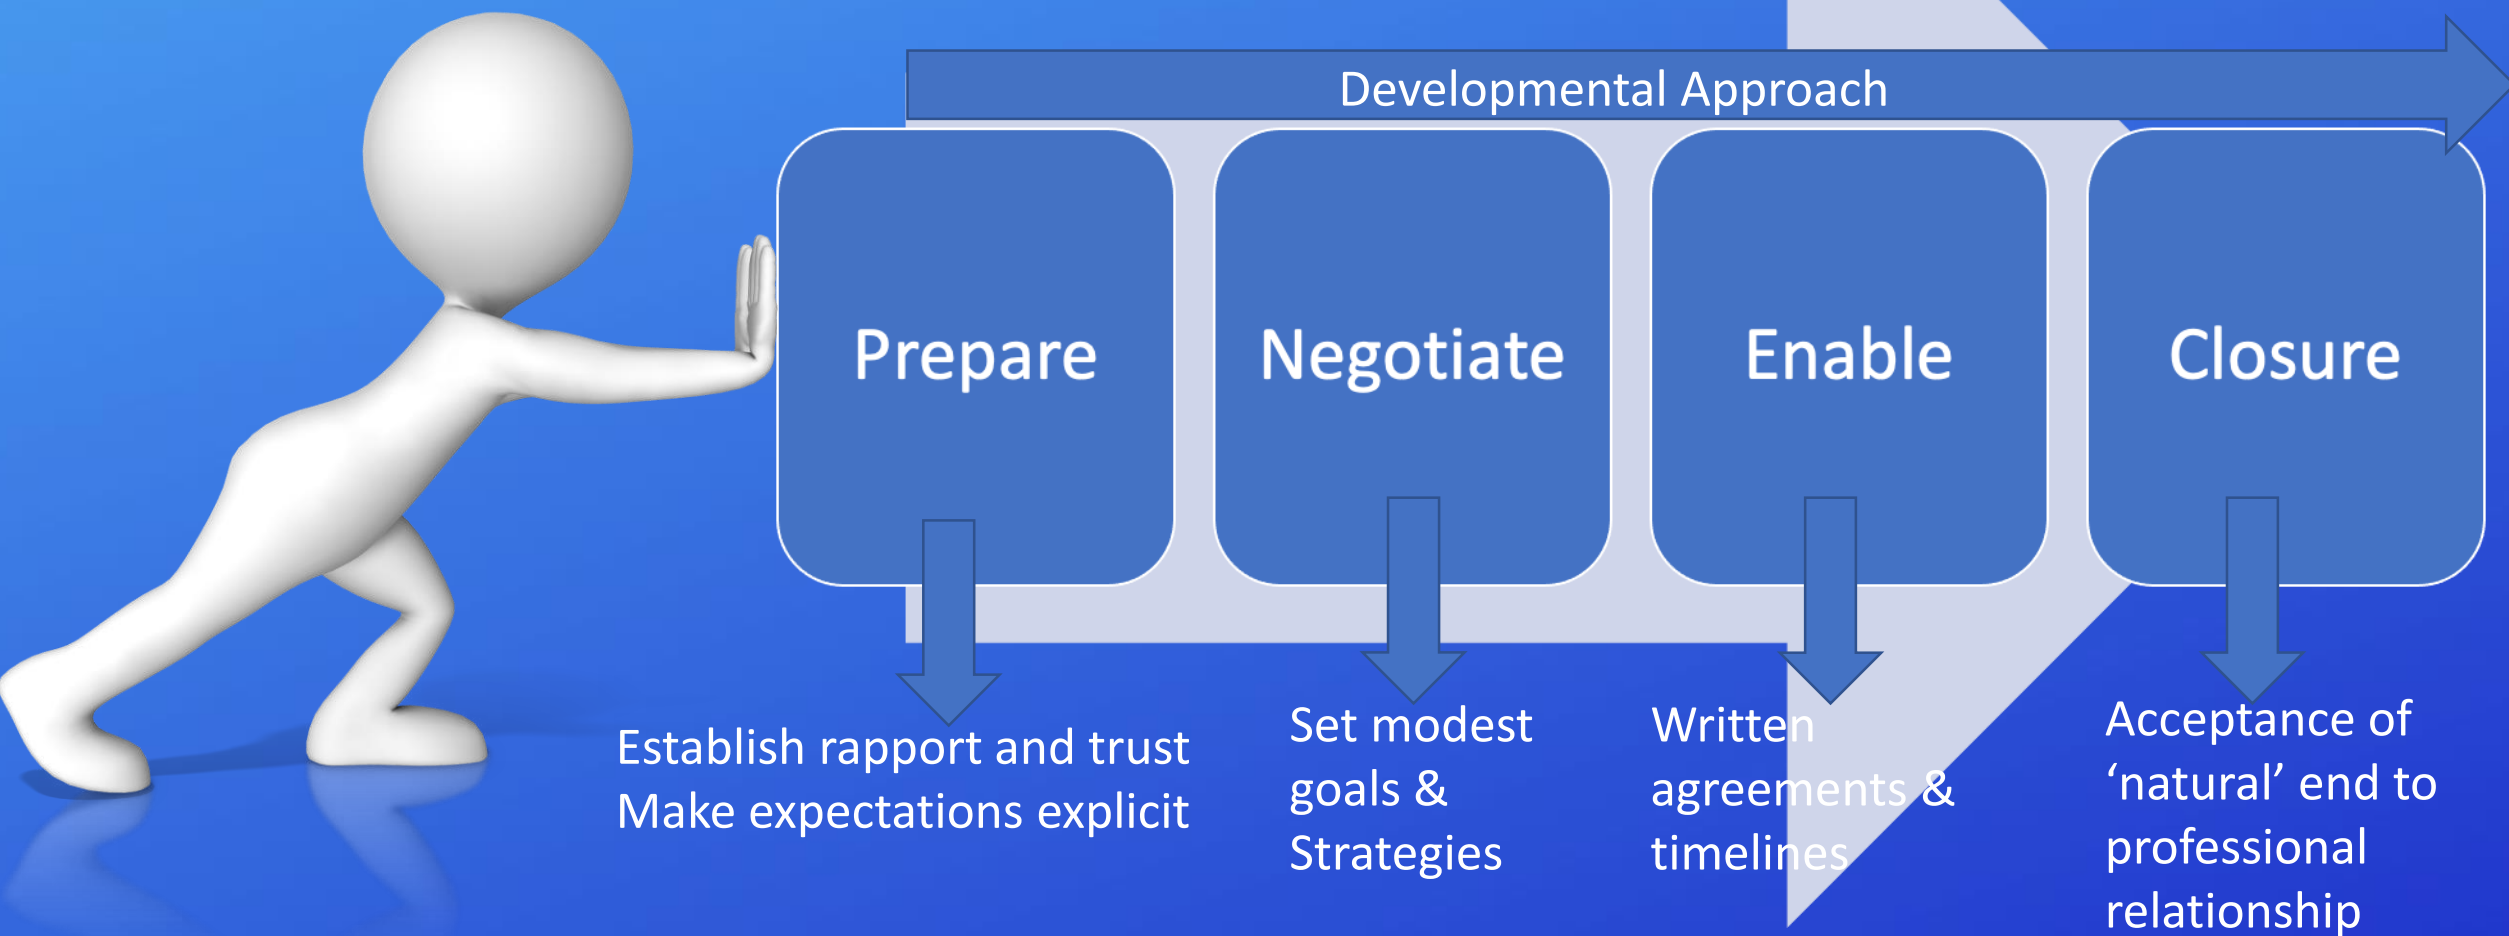 Developmental Approach
Prepare
Negotiate
Enable
Closure
Establish rapport and trust
Make expectations explicit
Set modest
goals &
Strategies
Written
agreements &
timelines
Acceptance of
‘natural’ end to
professional
relationship